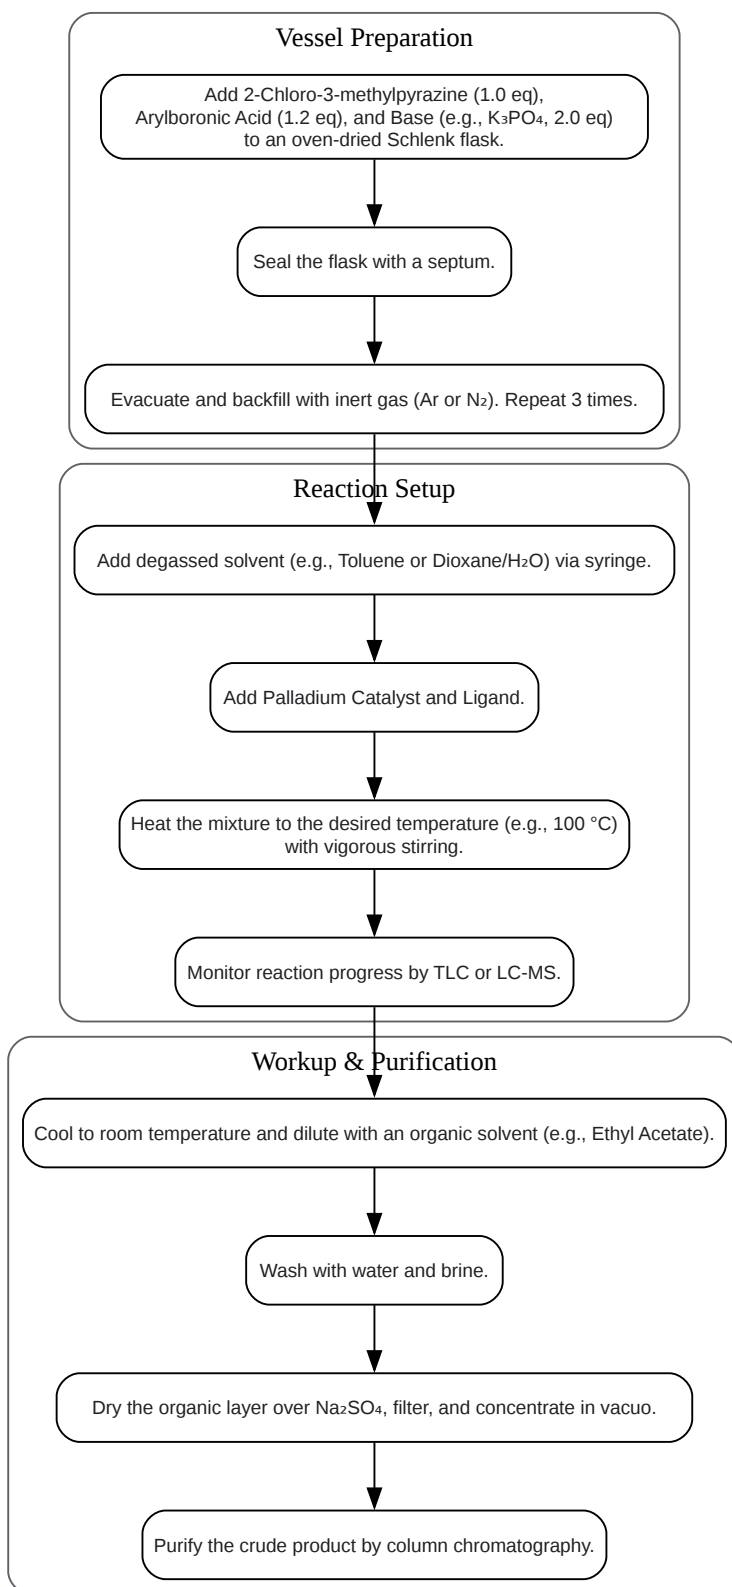 Vessel Preparation
Add 2-Chloro-3-methylpyrazine (1.0 eq),
Arylboronic Acid (1.2 eq), and Base (e.g., K₃PO₄, 2.0 eq)
to an oven-dried Schlenk flask.
Seal the flask with a septum.
Evacuate and backfill with inert gas (Ar or N₂). Repeat 3 times.
Reaction Setup
Add degassed solvent (e.g., Toluene or Dioxane/H₂O) via syringe.
Add Palladium Catalyst and Ligand.
Heat the mixture to the desired temperature (e.g., 100 °C)
with vigorous stirring.
Monitor reaction progress by TLC or LC-MS.
Workup & Purification
Cool to room temperature and dilute with an organic solvent (e.g., Ethyl Acetate).
Wash with water and brine.
Dry the organic layer over Na₂SO₄, filter, and concentrate in vacuo.
Purify the crude product by column chromatography.